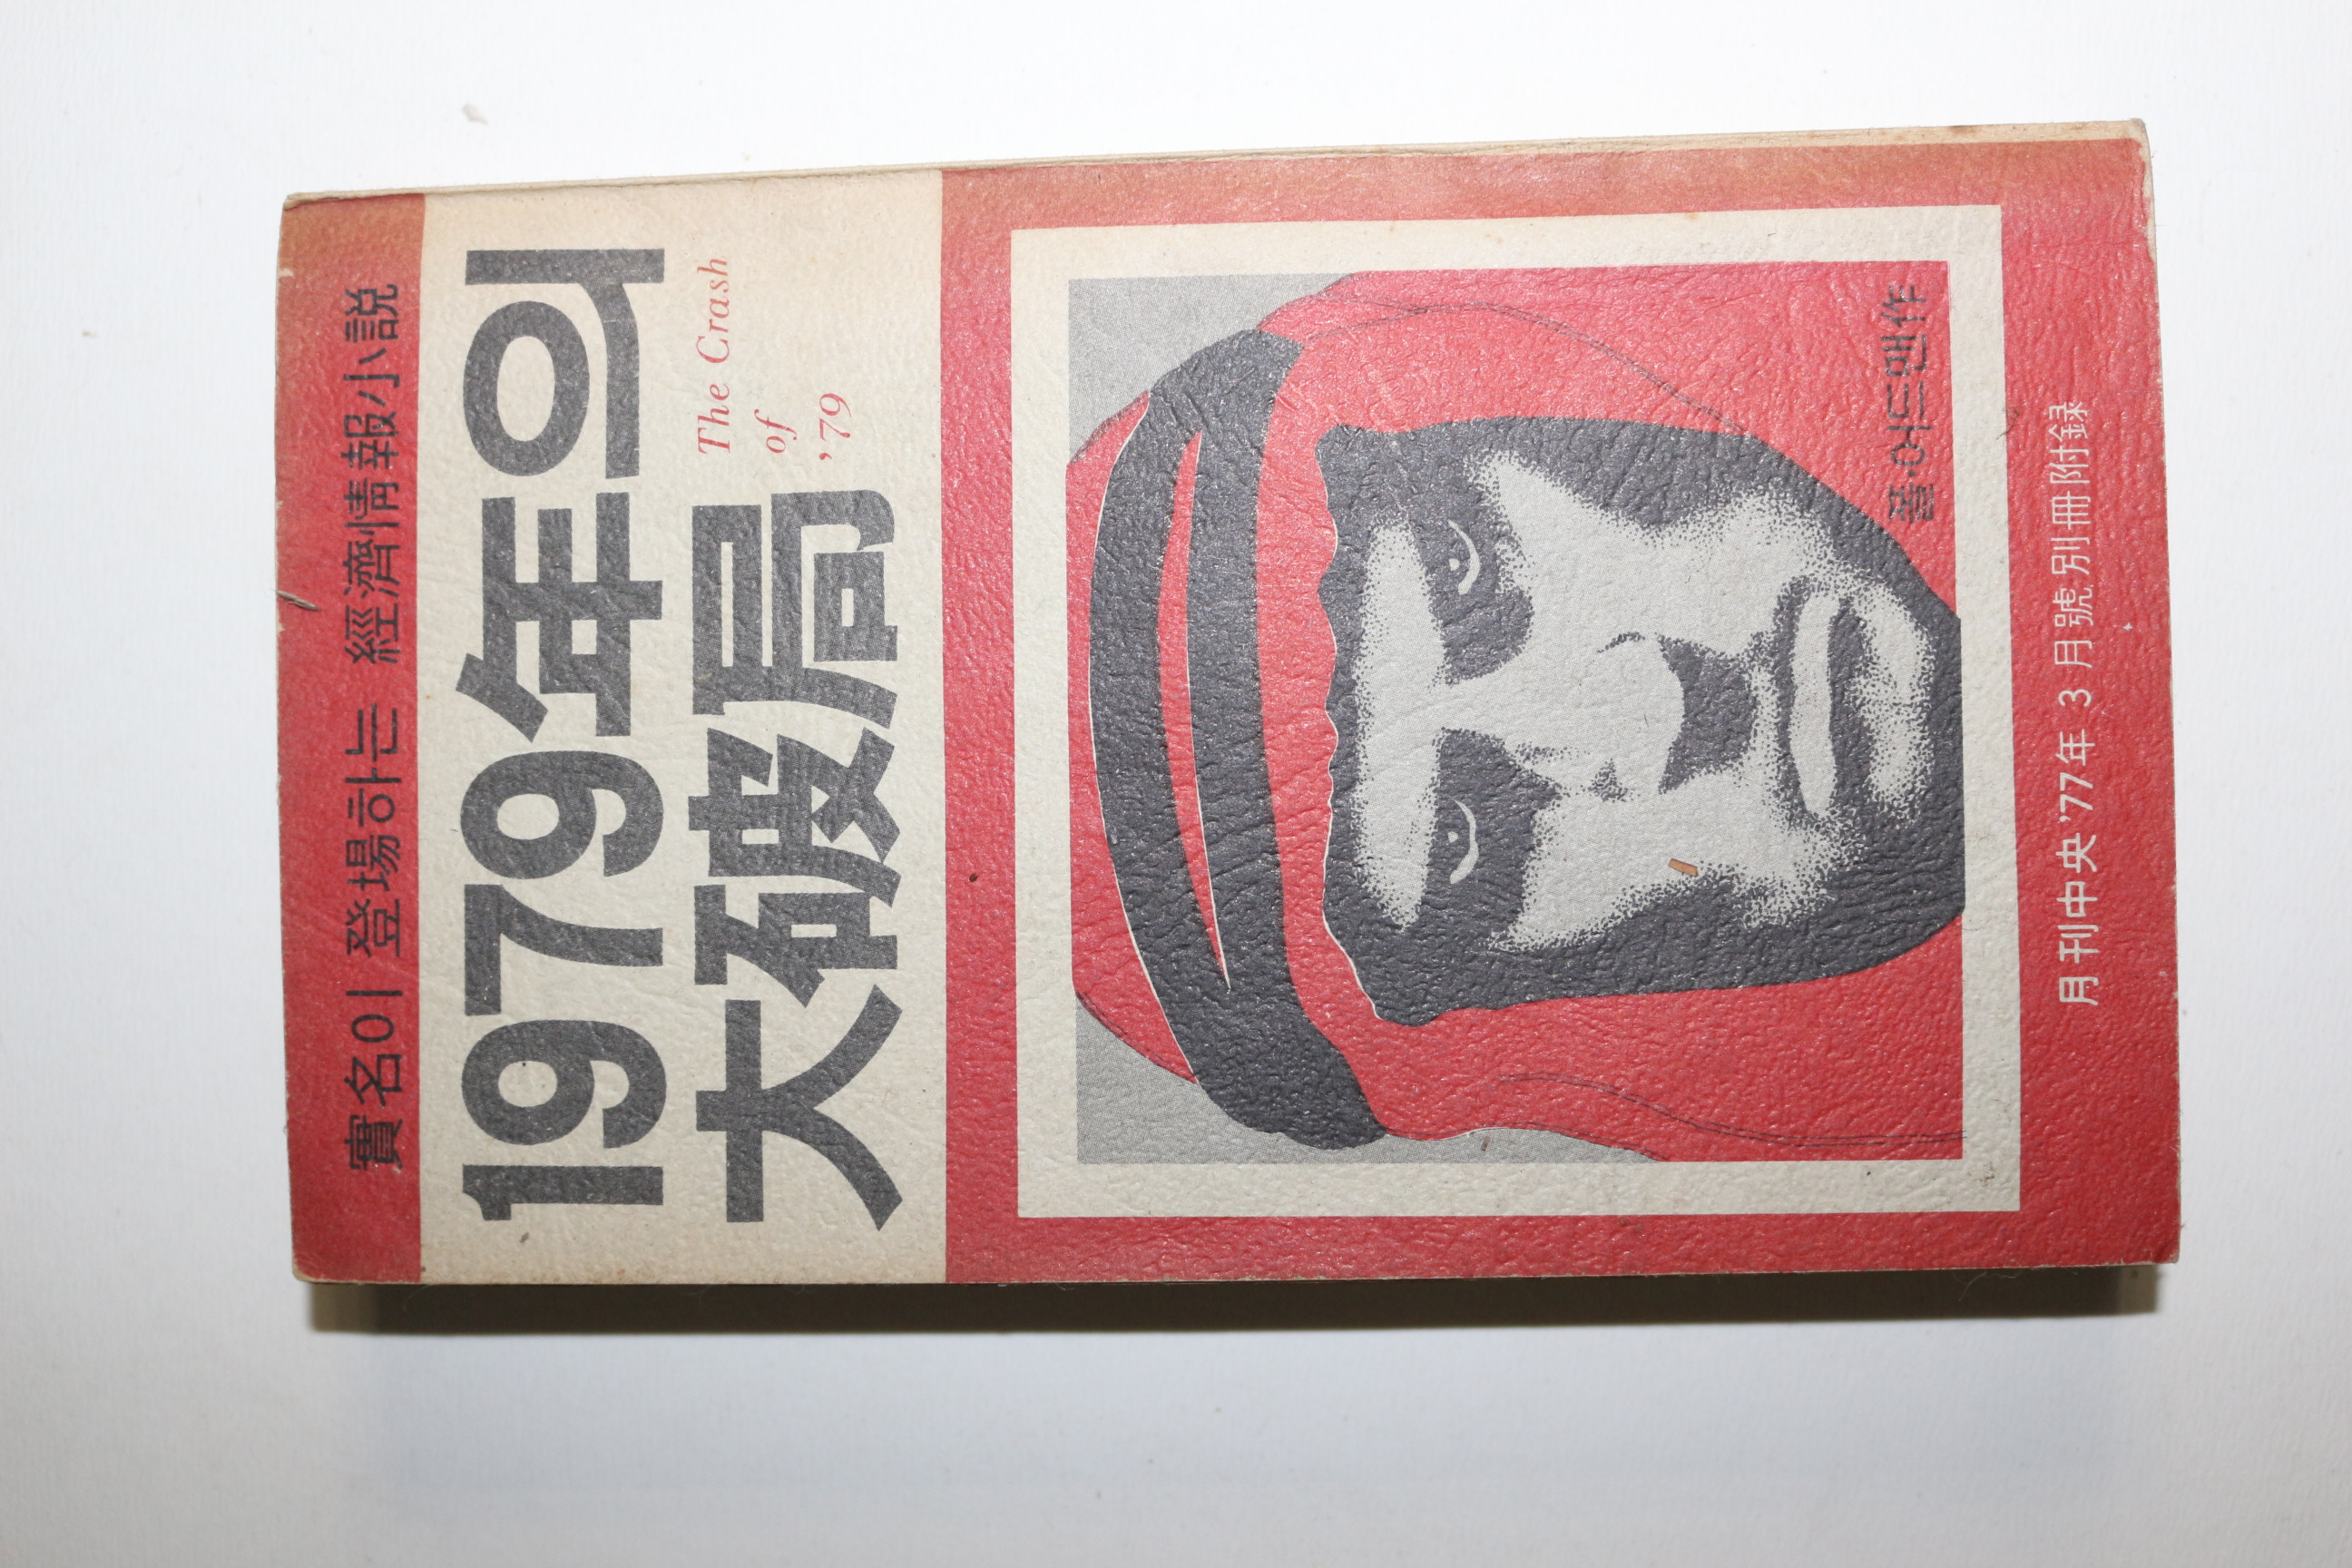 實名이 登場하는 經濟情報小説
1979年의
大破局
The Crash
of
'79
폴·어드맨作
月刊中央 '77年 3月號 別冊附録